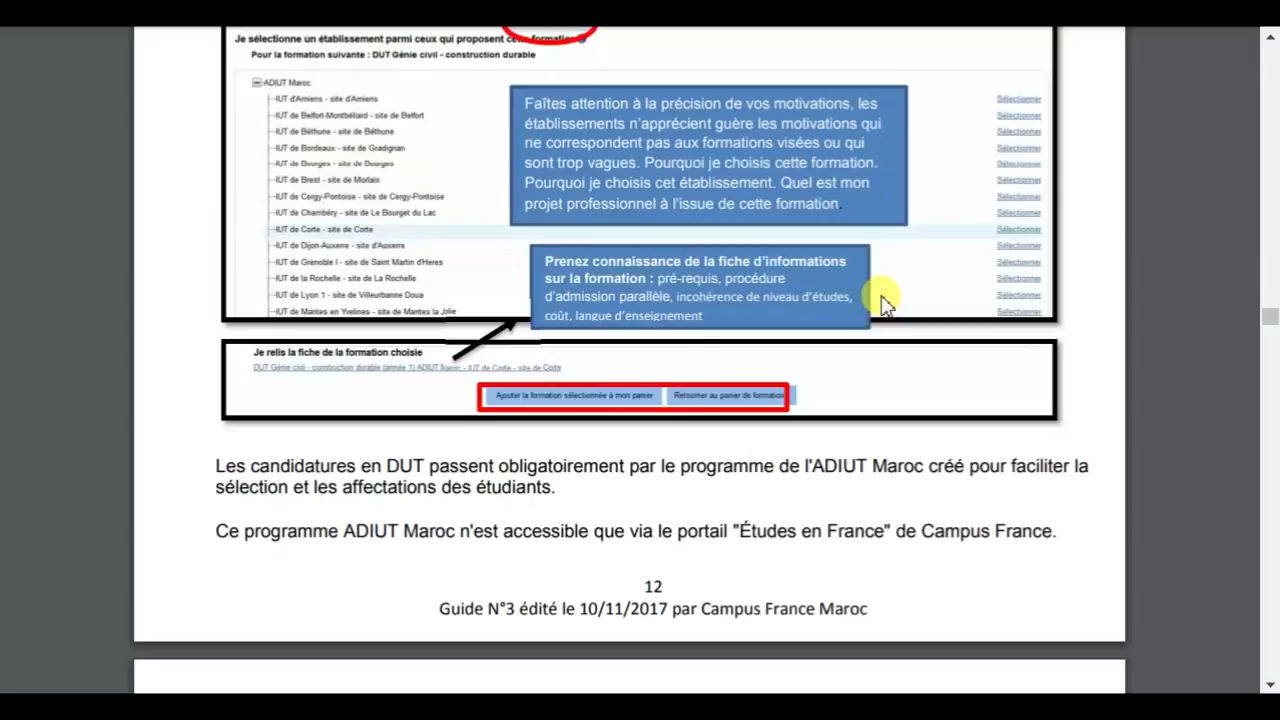 Je sélectionne un établissement parmi ceux qui proposent cette formation
Pour la formation suivante : DUT Génie civil - construction durable
ADIUT Maroc
IUT d'Amiens - site d'Amiens Sélectionner
IUT de Belfort-Montbéliard - site de Belfort Sélectionner
IUT de Béthune - site de Béthune Sélectionner
IUT de Bordeaux - site de Gradignan Sélectionner
IUT de Bourges - site de Bourges Sélectionner
IUT de Brest - site de Morlaix Sélectionner
IUT de Cergy-Pontoise - site de Cergy-Pontoise Sélectionner
IUT de Chambéry - site de Le Bourget du Lac Sélectionner
IUT de Corte - site de Corte Sélectionner
IUT de Dijon-Auxerre - site d'Auxerre Sélectionner
IUT de Grenoble I - site de Saint Martin d'Heres Sélectionner
IUT de la Rochelle - site de La Rochelle Sélectionner
IUT de Lyon 1 - site de Villeurbanne Doua Sélectionner
IUT de Mantes en Yvelines - site de Mantes la Jolie Sélectionner
Faîtes attention à la précision de vos motivations, les
établissements n'apprécient guère les motivations qui
ne correspondent pas aux formations visées ou qui
sont trop vagues. Pourquoi je choisis cette formation.
Pourquoi je choisis cet établissement. Quel est mon
projet professionnel à l'issue de cette formation.
Prenez connaissance de la fiche d'informations
sur la formation : pré-requis, procédure
d'admission parallèle, incohérence de niveau d'études,
coût, langue d'enseignement
Je relis la fiche de la formation choisie
DUT Génie civil - construction durable (année 1) ADIUT Maroc - IUT de Corte - site de Corte
Ajouter la formation sélectionnée à mon panier Retourner au panier de formation
Les candidatures en DUT passent obligatoirement par le programme de l'ADIUT Maroc créé pour faciliter la
sélection et les affectations des étudiants.
Ce programme ADIUT Maroc n'est accessible que via le portail "Études en France" de Campus France.
12
Guide N°3 édité le 10/11/2017 par Campus France Maroc